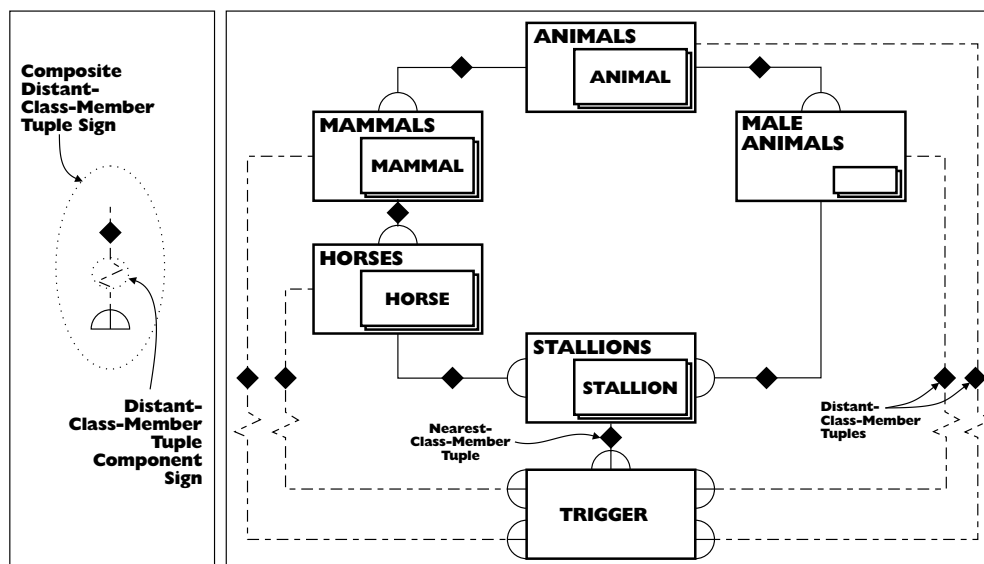 Composite
Distant-
Class-Member
Tuple Sign
Distant-
Class-Member
Tuple
Component
Sign
ANIMALS
ANIMAL
MAMMALS
MAMMAL
MALE
ANIMALS
HORSES
HORSE
STALLIONS
STALLION
Nearest-
Class-Member
Tuple
Distant-
Class-Member
Tuples
TRIGGER